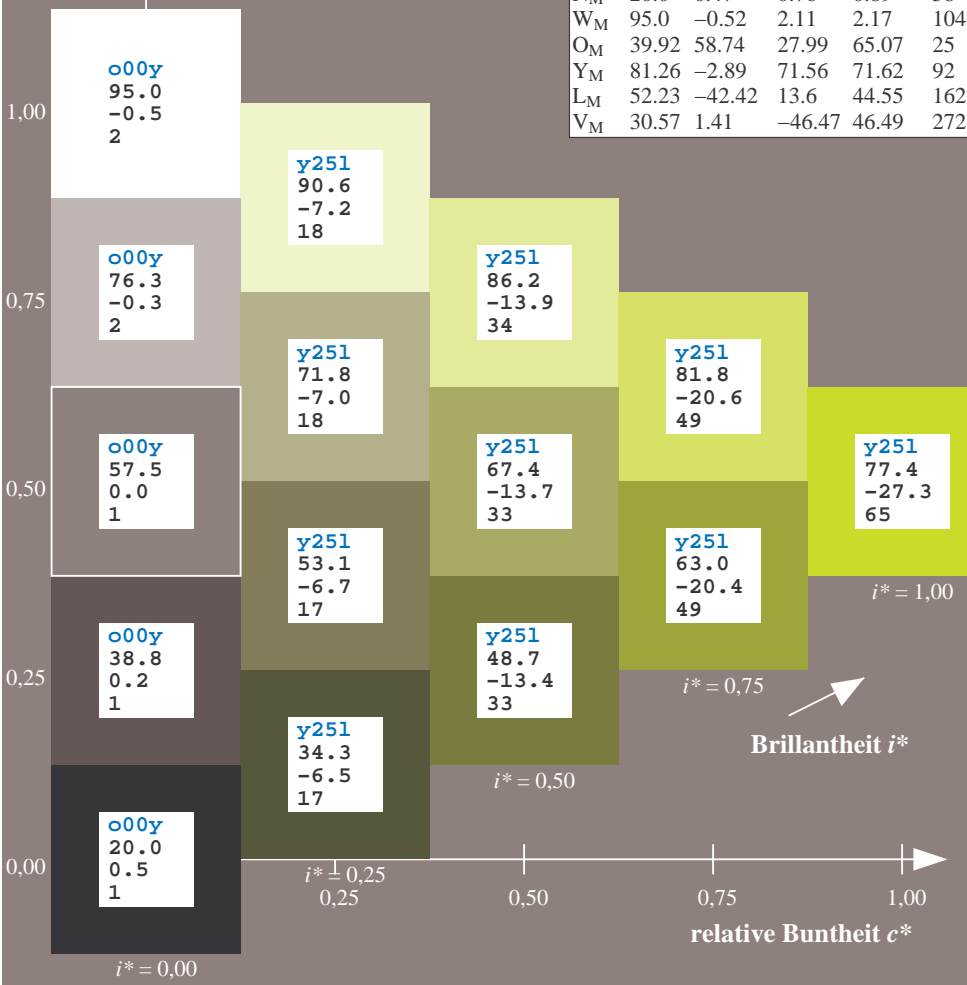 W_M 95.0 −0.52 2.11 2.17 104
O_M 39.92 58.74 27.99 65.07 25
Y_M 81.26 −2.89 71.56 71.62 92
L_M 52.23 −42.42 13.6 44.55 162
V_M 30.57 1.41 −46.47 46.49 272
1,00
0,75
0,50
0,25
0,00
o00y
95.0
-0.5
2
o00y
76.3
-0.3
2
o00y
57.5
0.0
1
o00y
38.8
0.2
1
o00y
20.0
0.5
1
i* = 0,00
y25l
90.6
-7.2
18
y25l
71.8
-7.0
18
y25l
53.1
-6.7
17
y25l
34.3
-6.5
17
i* = 0,25
y25l
86.2
-13.9
34
y25l
67.4
-13.7
33
y25l
48.7
-13.4
33
i* = 0,50
y25l
81.8
-20.6
49
y25l
63.0
-20.4
49
i* = 0,75
y25l
77.4
-27.3
65
i* = 1,00
Brillantheit i*
0,25 0,50 0,75 1,00
relative Buntheit c*